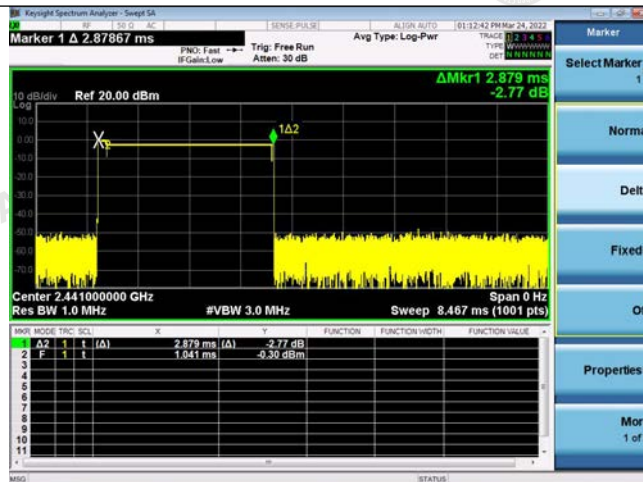 Keysight Spectrum Analyzer - Swept SA
RF 50 Ω AC SENSE:PULSE ALIGN AUTO 01:12:42 PM Mar 24, 2022
Marker 1 Δ 2.87867 ms
PNO: Fast
IFGain:Low
Trig: Free Run
Atten: 30 dB
Avg Type: Log-Pwr
TRACE 1 2 3 4 5 6
TYPE WWWWWW
DET N N N N N N
ΔMkr1 2.879 ms
-2.77 dB
10 dB/div Ref 20.00 dBm
Log
10.0
0.00
-10.0
-20.0
-30.0
-40.0
-50.0
-60.0
-70.0
1Δ2
Center 2.441000000 GHz Span 0 Hz
Res BW 1.0 MHz #VBW 3.0 MHz Sweep 8.467 ms (1001 pts)
MKR MODE TRC SCL X Y FUNCTION FUNCTION WIDTH FUNCTION VALUE
1 Δ2 1 t (Δ) 2.879 ms (Δ) -2.77 dB
2 F 1 t 1.041 ms -0.30 dBm
3
4
5
6
7
8
9
10
11
MSG STATUS
Marker
Select Marker
1
Norma
Delt
Fixed
O
Properties
Mor
1 of